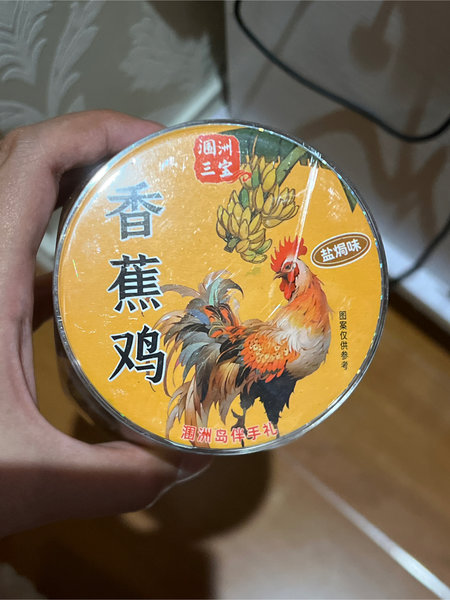 涠洲
三宝
香蕉鸡
盐焗味
图案仅供参考
涠洲岛伴手礼